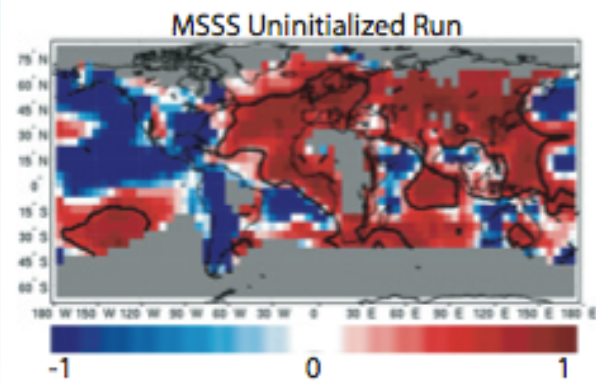 MSSS Uninitialized Run
75° N
60° N
45° N
30° N
15° N
0°
15° S
30° S
45° S
60° S
180 W 150 W 120 W 90 W 60 W 30 W 0 30 E 60 E 90 E 120 E 150 E 180 E
-1 0 1